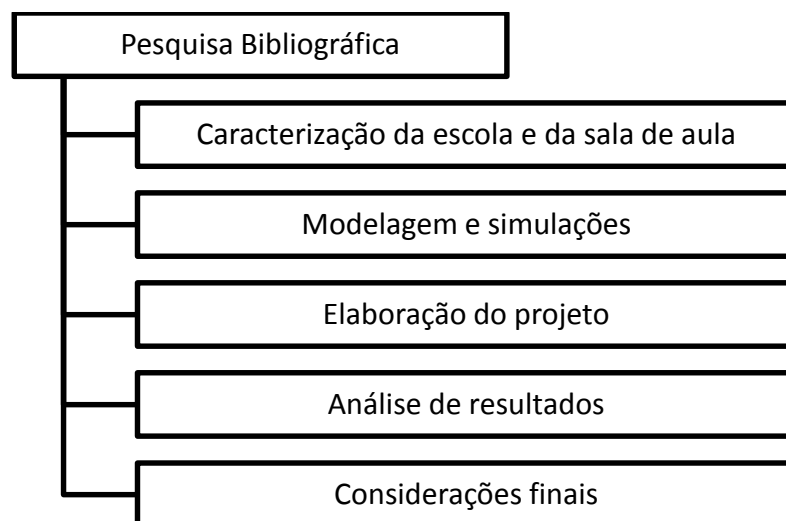 Pesquisa Bibliográfica
Caracterização da escola e da sala de aula
Modelagem e simulações
Elaboração do projeto
Análise de resultados
Considerações finais